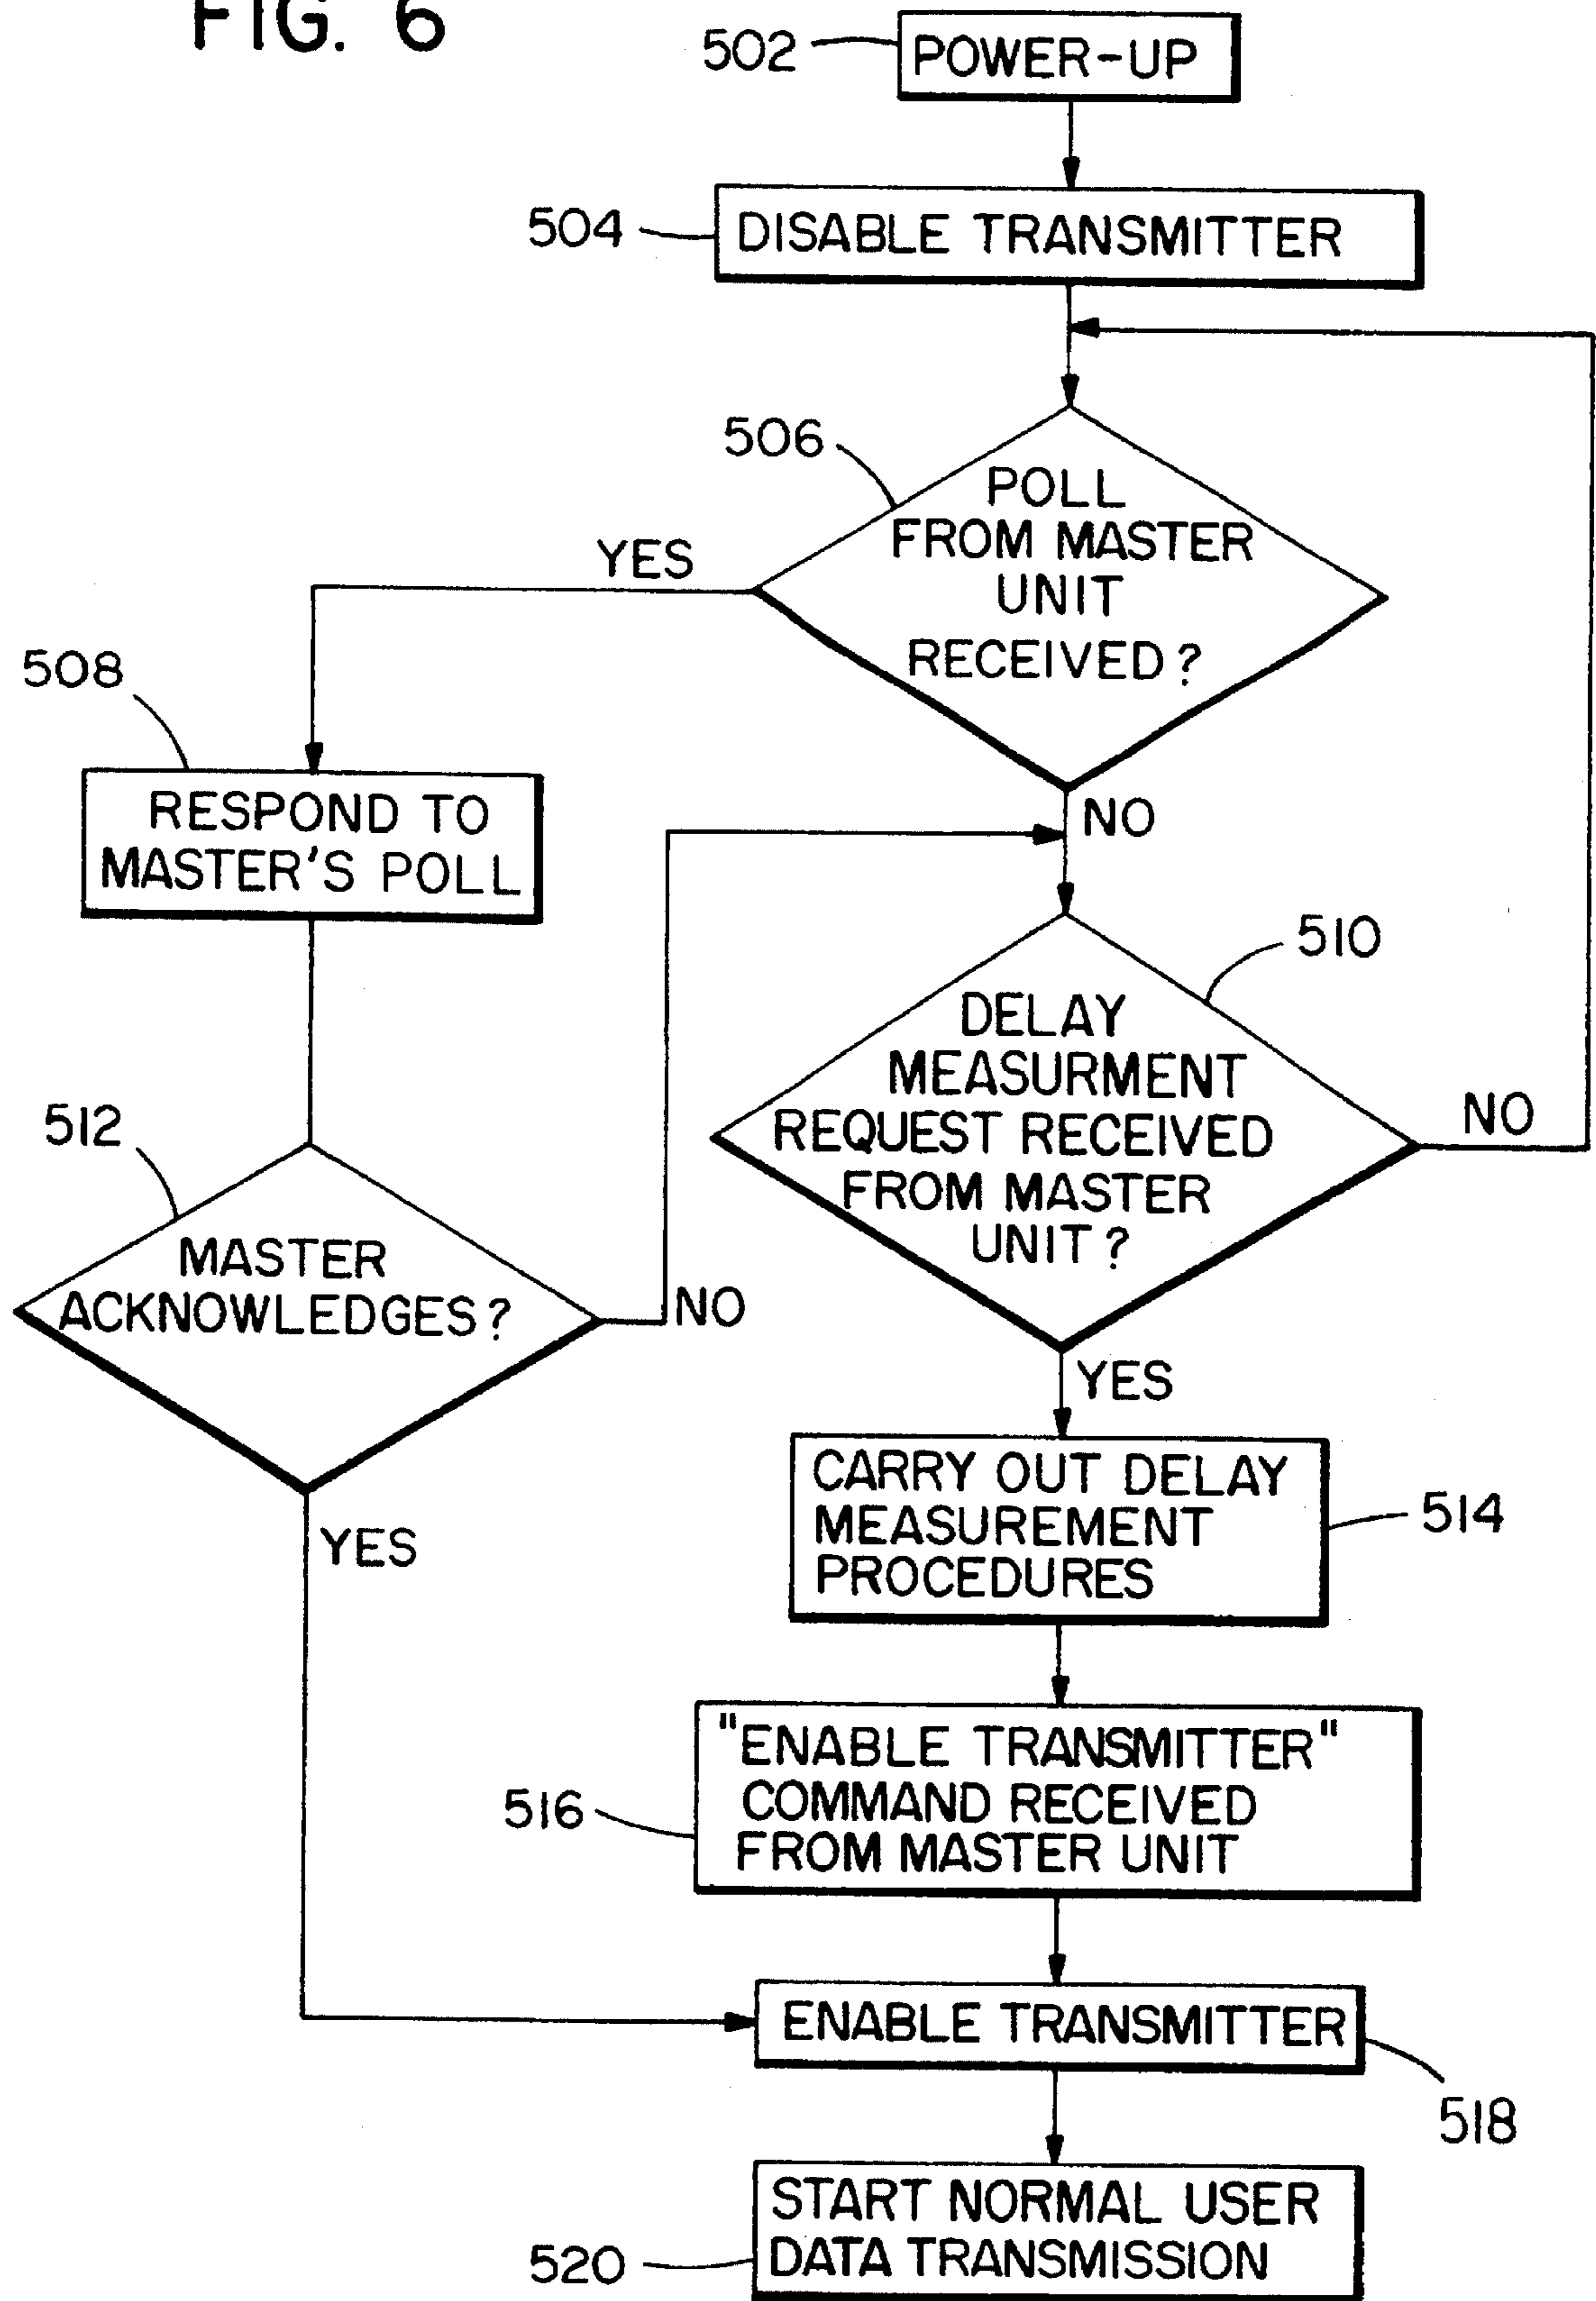 FIG. 6
502
POWER-UP
504
DISABLE TRANSMITTER
506
POLL
FROM MASTER
UNIT
RECEIVED?
YES
NO
508
RESPOND TO
MASTER'S POLL
510
DELAY
MEASURMENT
REQUEST RECEIVED
FROM MASTER
UNIT?
NO
YES
512
MASTER
ACKNOWLEDGES?
NO
YES
CARRY OUT DELAY
MEASUREMENT
PROCEDURES
514
"ENABLE TRANSMITTER"
COMMAND RECEIVED
FROM MASTER UNIT
516
ENABLE TRANSMITTER
518
START NORMAL USER
DATA TRANSMISSION
520